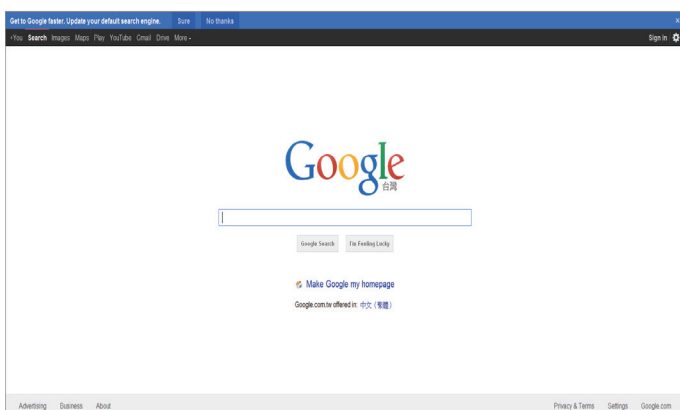 Get to Google faster. Update your default search engine. Sure No thanks ×
+You Search Images Maps Play YouTube Gmail Drive More Sign in
Google
台灣
Google Search I'm Feeling Lucky
Make Google my homepage
Google.com.tw offered in: 中文（繁體）
Advertising Business About Privacy & Terms Settings Google.com